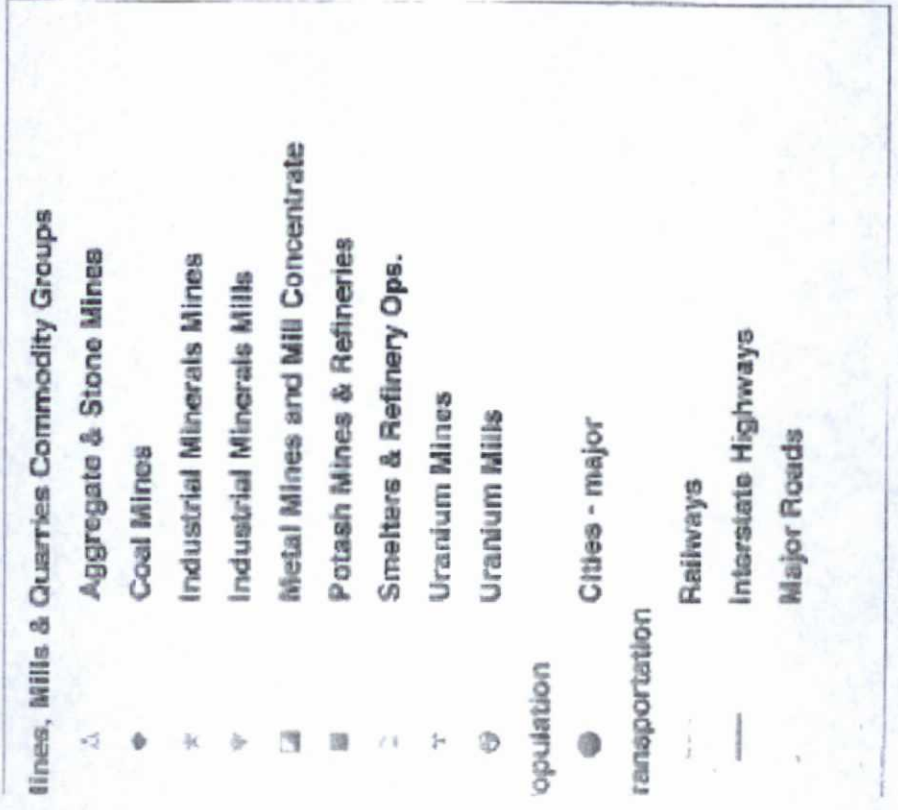 lines, Mills & Quarries Commodity Groups
Aggregate & Stone Mines
Coal Mines
Industrial Minerals Mines
Industrial Minerals Mills
Metal Mines and Mill Concentrate
Potash Mines & Refineries
Smelters & Refinery Ops.
Uranium Mines
Uranium Mills
opulation
Cities - major
ransportation
Railways
Interstate Highways
Major Roads